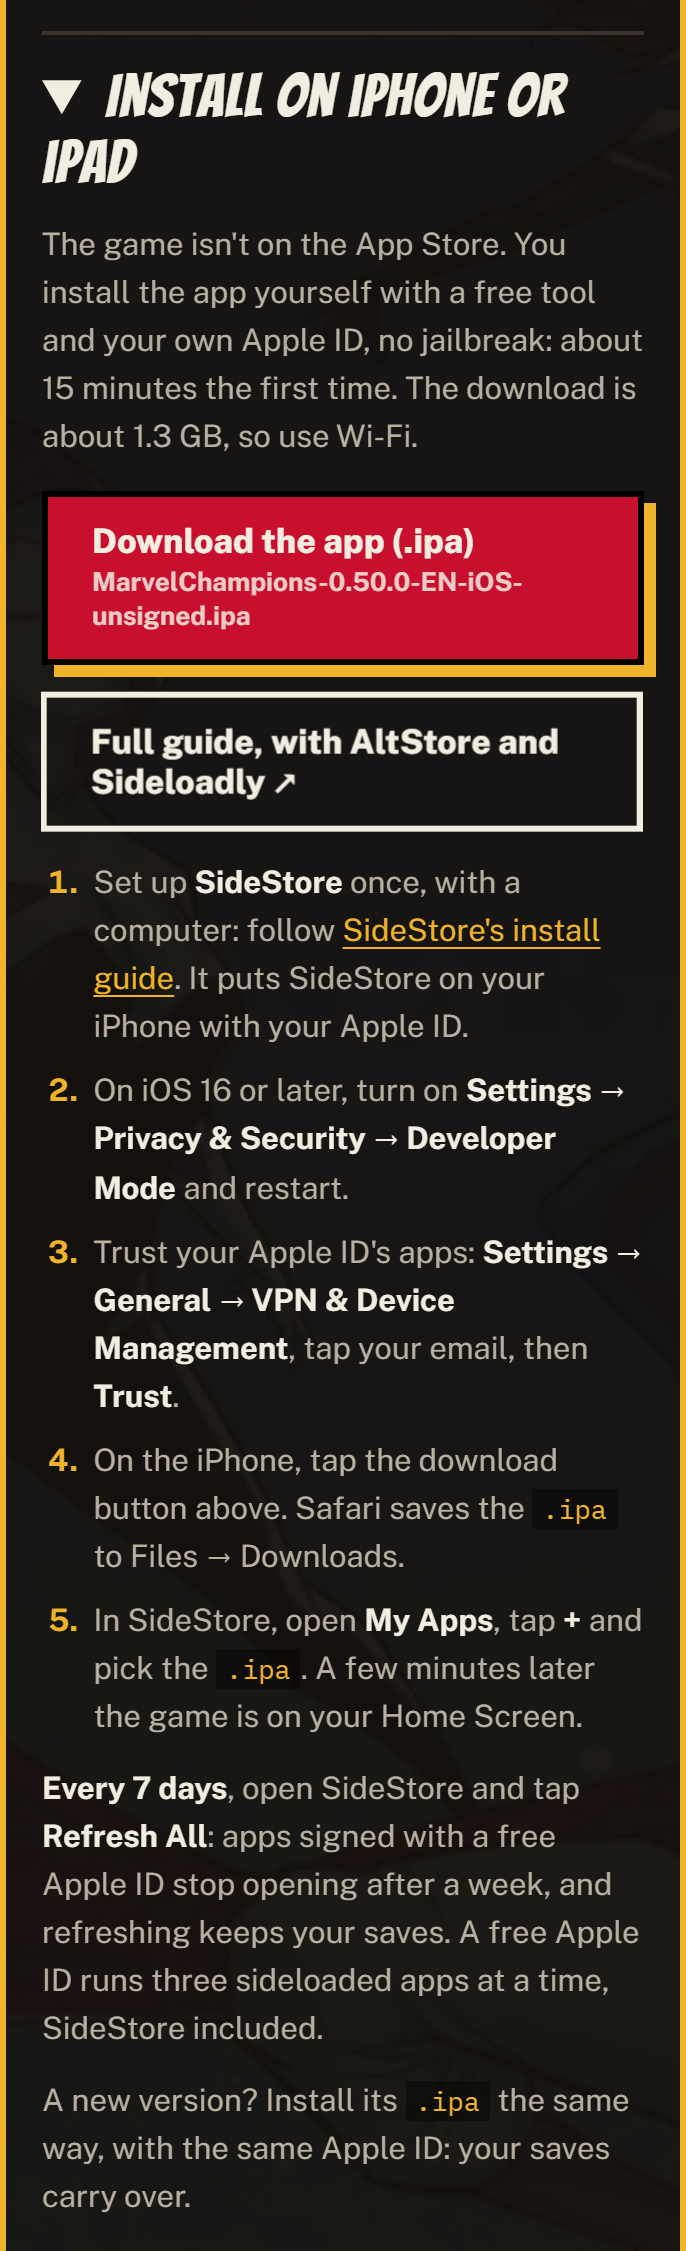 ▼ INSTALL ON IPHONE OR
IPAD
The game isn't on the App Store. You
install the app yourself with a free tool
and your own Apple ID, no jailbreak: about
15 minutes the first time. The download is
about 1.3 GB, so use Wi-Fi.
Download the app (.ipa)
MarvelChampions-0.50.0-EN-iOS-
unsigned.ipa
Full guide, with AltStore and
Sideloadly ↗
1. Set up SideStore once, with a
computer: follow SideStore's install
guide. It puts SideStore on your
iPhone with your Apple ID.
2. On iOS 16 or later, turn on Settings →
Privacy & Security → Developer
Mode and restart.
3. Trust your Apple ID's apps: Settings →
General → VPN & Device
Management, tap your email, then
Trust.
4. On the iPhone, tap the download
button above. Safari saves the .ipa
to Files → Downloads.
5. In SideStore, open My Apps, tap + and
pick the .ipa. A few minutes later
the game is on your Home Screen.
Every 7 days, open SideStore and tap
Refresh All: apps signed with a free
Apple ID stop opening after a week, and
refreshing keeps your saves. A free Apple
ID runs three sideloaded apps at a time,
SideStore included.
A new version? Install its .ipa the same
way, with the same Apple ID: your saves
carry over.